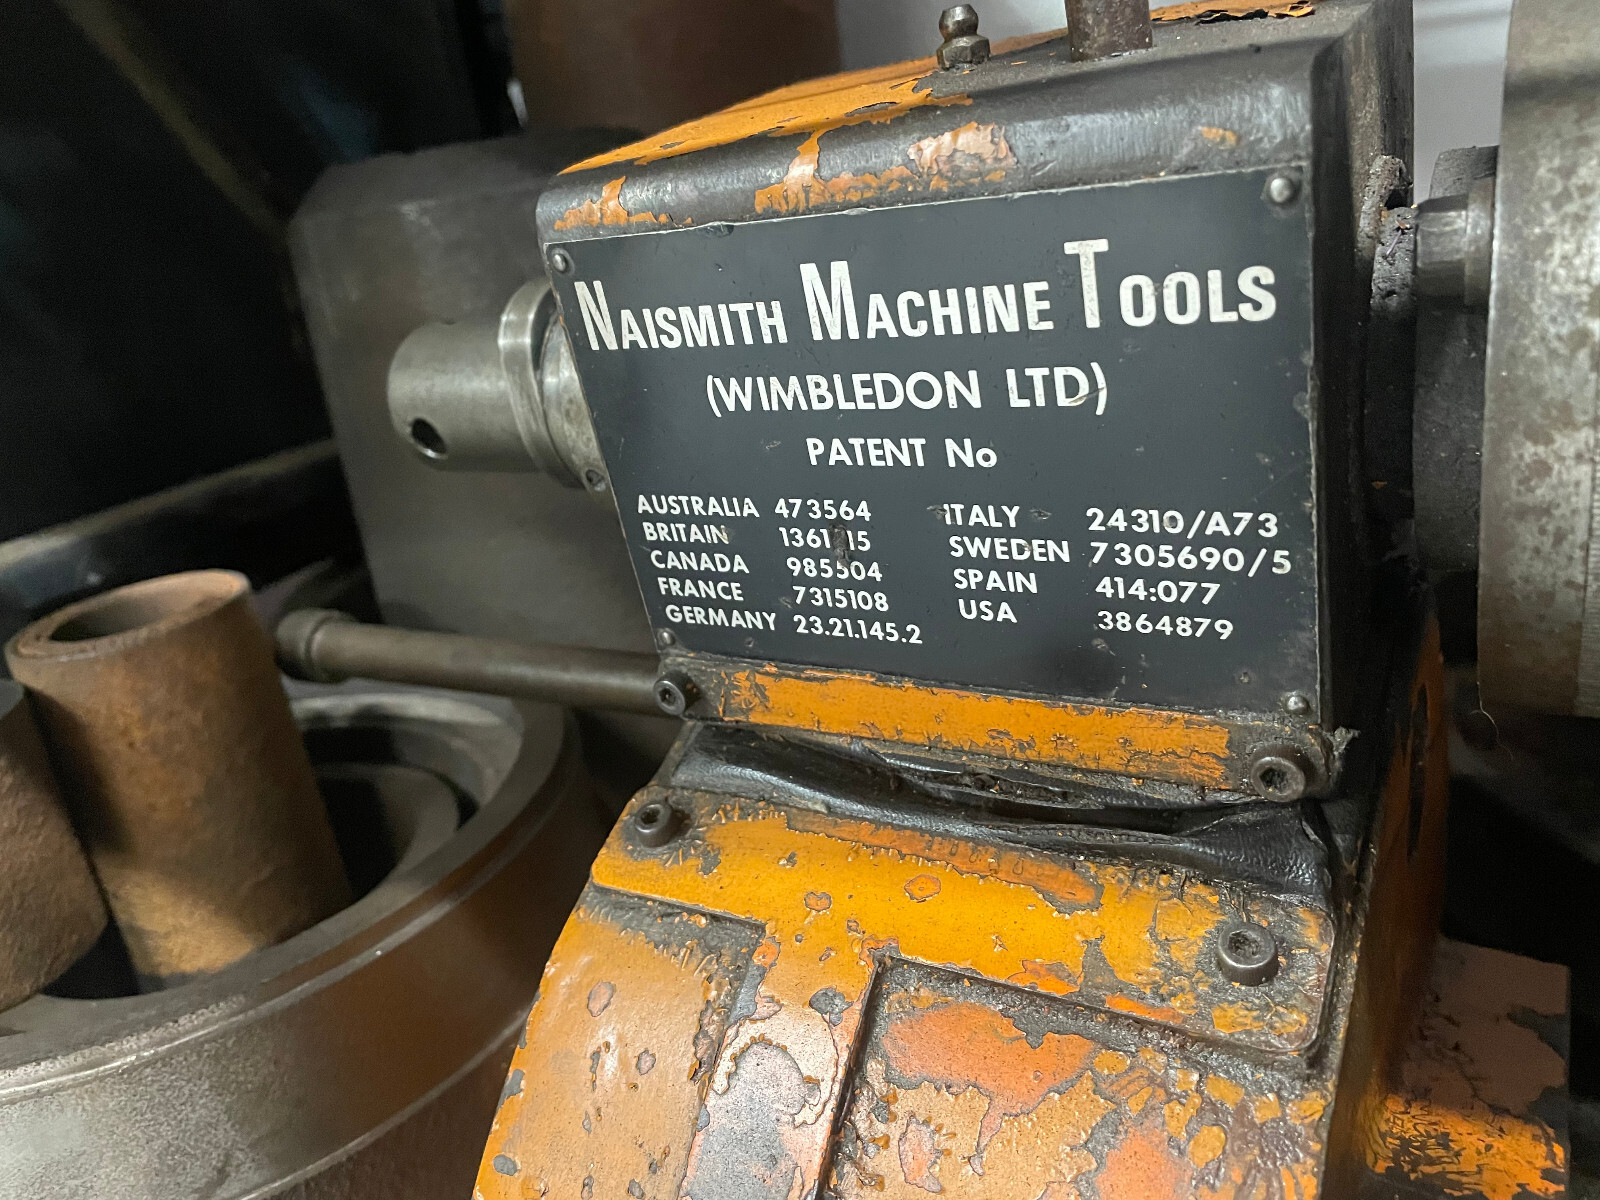 NAISMITH MACHINE TOOLS
(WIMBLEDON LTD)
PATENT No
AUSTRALIA 473564
BRITAIN
CANADA 985504
FRANCE 7315108
GERMANY 23.21.145.2
ITALY 24310/A73
SWEDEN 7305690/5
SPAIN 414:077
USA 3864879